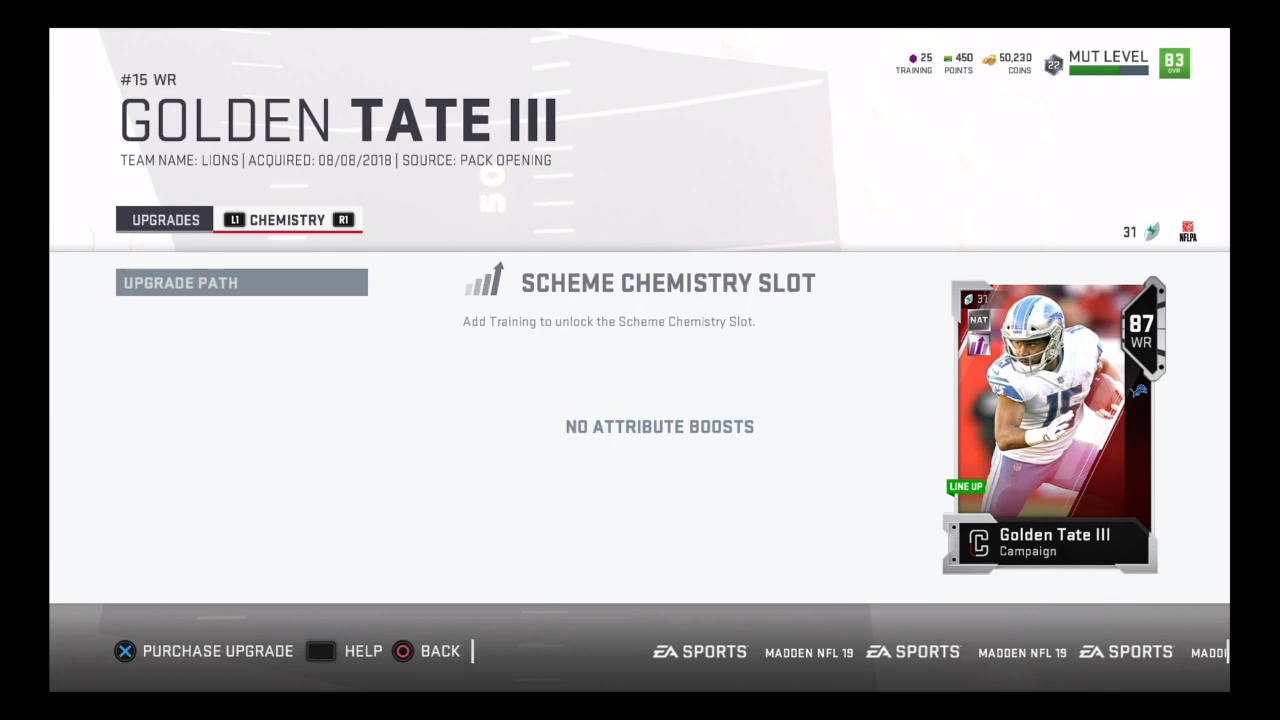 #15 WR
GOLDEN TATE III
TEAM NAME: LIONS | ACQUIRED: 08/08/2018 | SOURCE: PACK OPENING
25 TRAINING
450 POINTS
50,230 COINS
22
MUT LEVEL
83 OVR
50
UPGRADES
L1 CHEMISTRY R1
31
NFLPA
UPGRADE PATH
SCHEME CHEMISTRY SLOT
Add Training to unlock the Scheme Chemistry Slot.
NO ATTRIBUTE BOOSTS
31
NAT
87
WR
15
LINE UP
Golden Tate III
Campaign
PURCHASE UPGRADE HELP BACK
EA SPORTS MADDEN NFL 19 EA SPORTS MADDEN NFL 19 EA SPORTS MADD